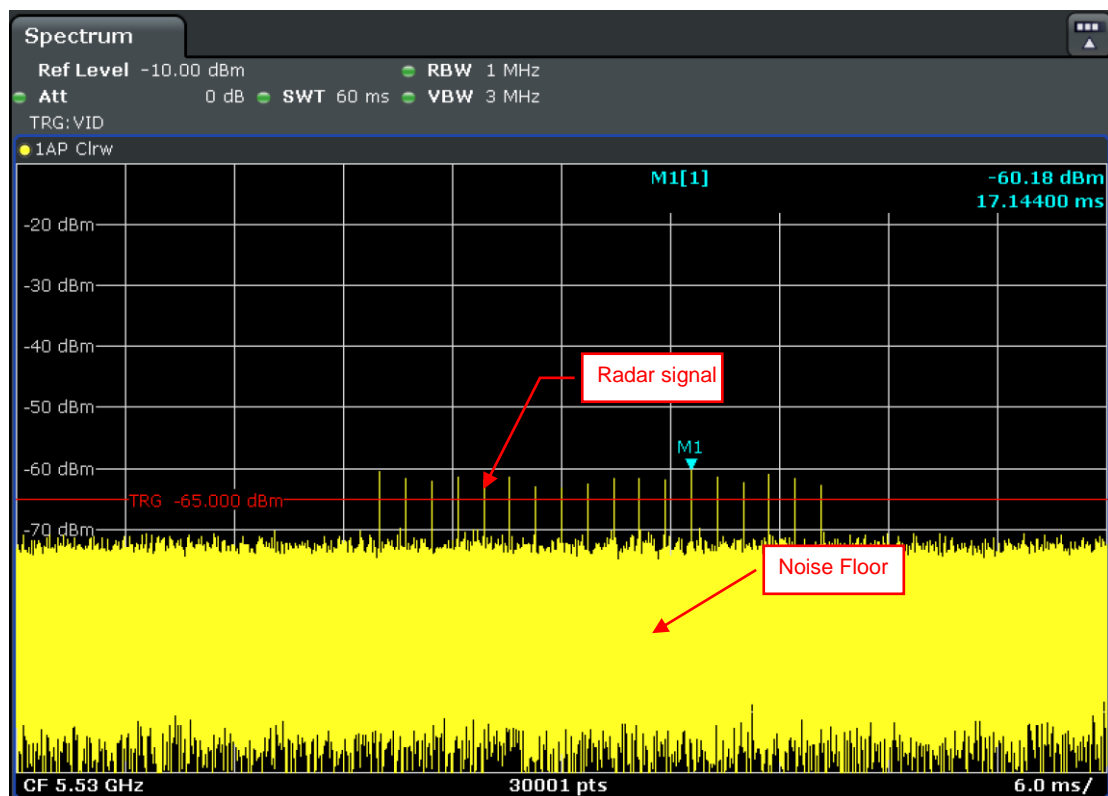 Spectrum
Ref Level -10.00 dBm RBW 1 MHz
Att 0 dB SWT 60 ms VBW 3 MHz
TRG:VID
1AP Clrw
M1[1] -60.18 dBm
17.14400 ms
-20 dBm
-30 dBm
-40 dBm
Radar signal
-50 dBm
M1
-60 dBm
TRG -65.000 dBm
-70 dBm
Noise Floor
CF 5.53 GHz 30001 pts 6.0 ms/